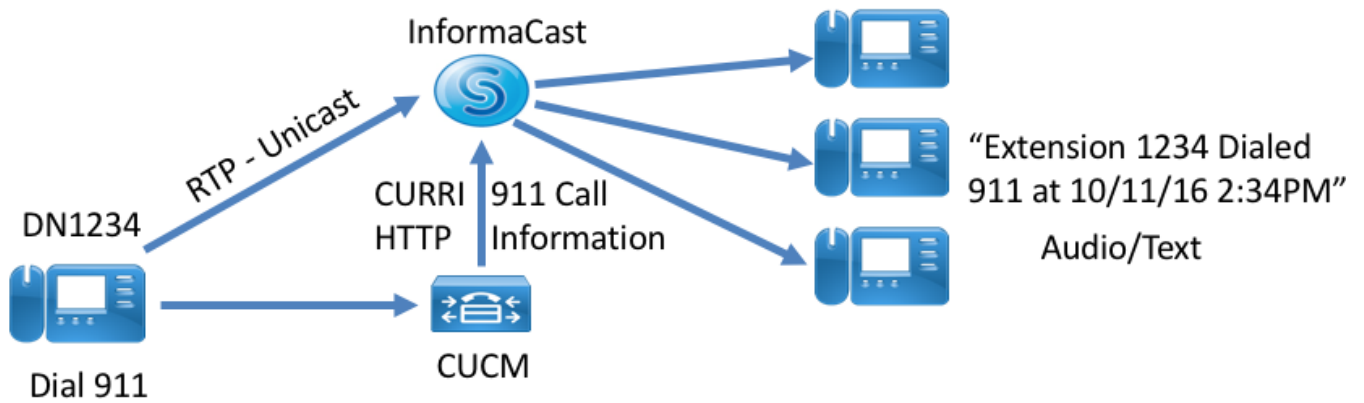 InformaCast
RTP - Unicast
"Extension 1234 Dialed
911 at 10/11/16 2:34PM"
Audio/Text
CURRI 911 Call
HTTP Information
DN1234
CUCM
Dial 911